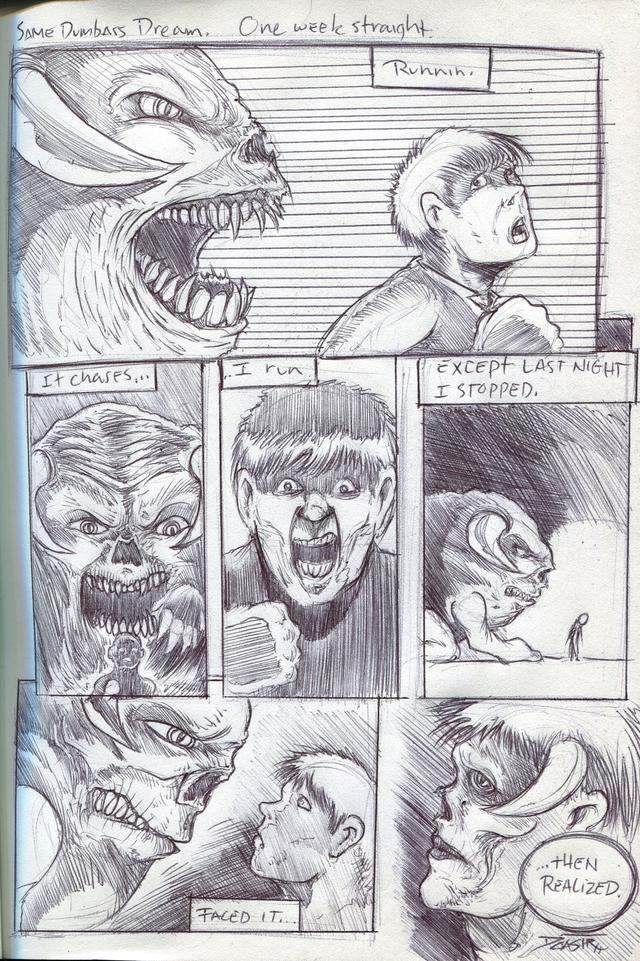 SAME DUMBASS DREAM. ONE WEEK STRAIGHT.
RUNNIN.
IT CHASES...
..I RUN
EXCEPT LAST NIGHT
I STOPPED.
FACED IT...
...THEN
REALIZED.